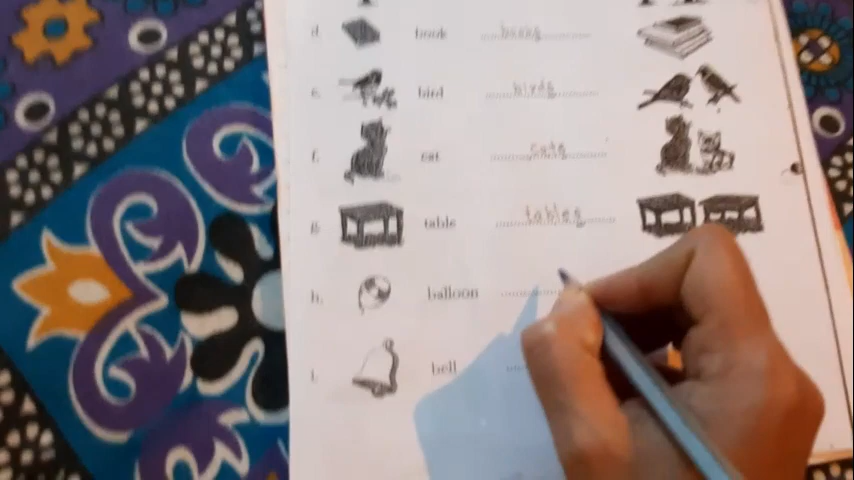 d. book books
e. bird birds
f. cat cats
g. table tables
h. balloon
i. bell